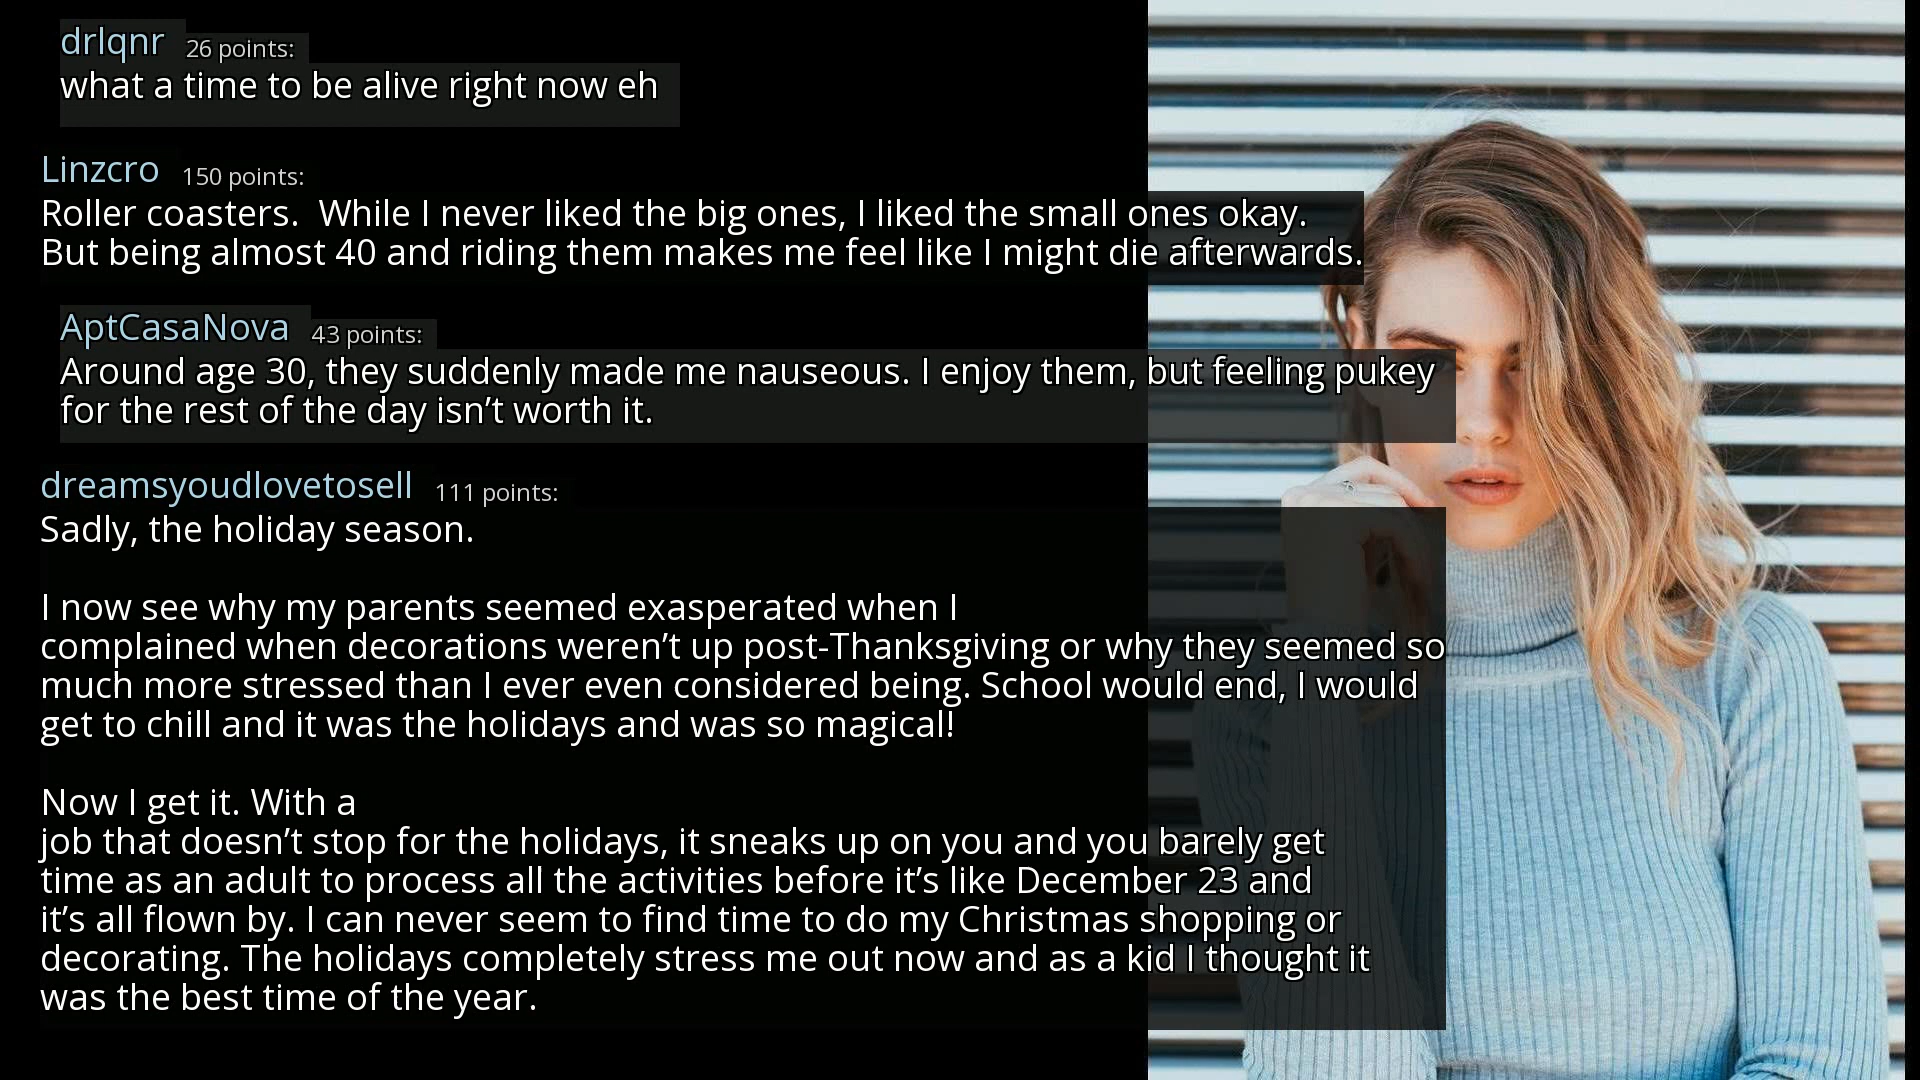 drlqnr 26 points:
what a time to be alive right now eh
Linzcro 150 points:
Roller coasters.  While I never liked the big ones, I liked the small ones okay.
But being almost 40 and riding them makes me feel like I might die afterwards.
AptCasaNova 43 points:
Around age 30, they suddenly made me nauseous. I enjoy them, but feeling pukey
for the rest of the day isn’t worth it.
dreamsyoudlovetosell 111 points:
Sadly, the holiday season.
I now see why my parents seemed exasperated when I
complained when decorations weren’t up post-Thanksgiving or why they seemed so
much more stressed than I ever even considered being. School would end, I would
get to chill and it was the holidays and was so magical!
Now I get it. With a
job that doesn’t stop for the holidays, it sneaks up on you and you barely get
time as an adult to process all the activities before it’s like December 23 and
it’s all flown by. I can never seem to find time to do my Christmas shopping or
decorating. The holidays completely stress me out now and as a kid I thought it
was the best time of the year.